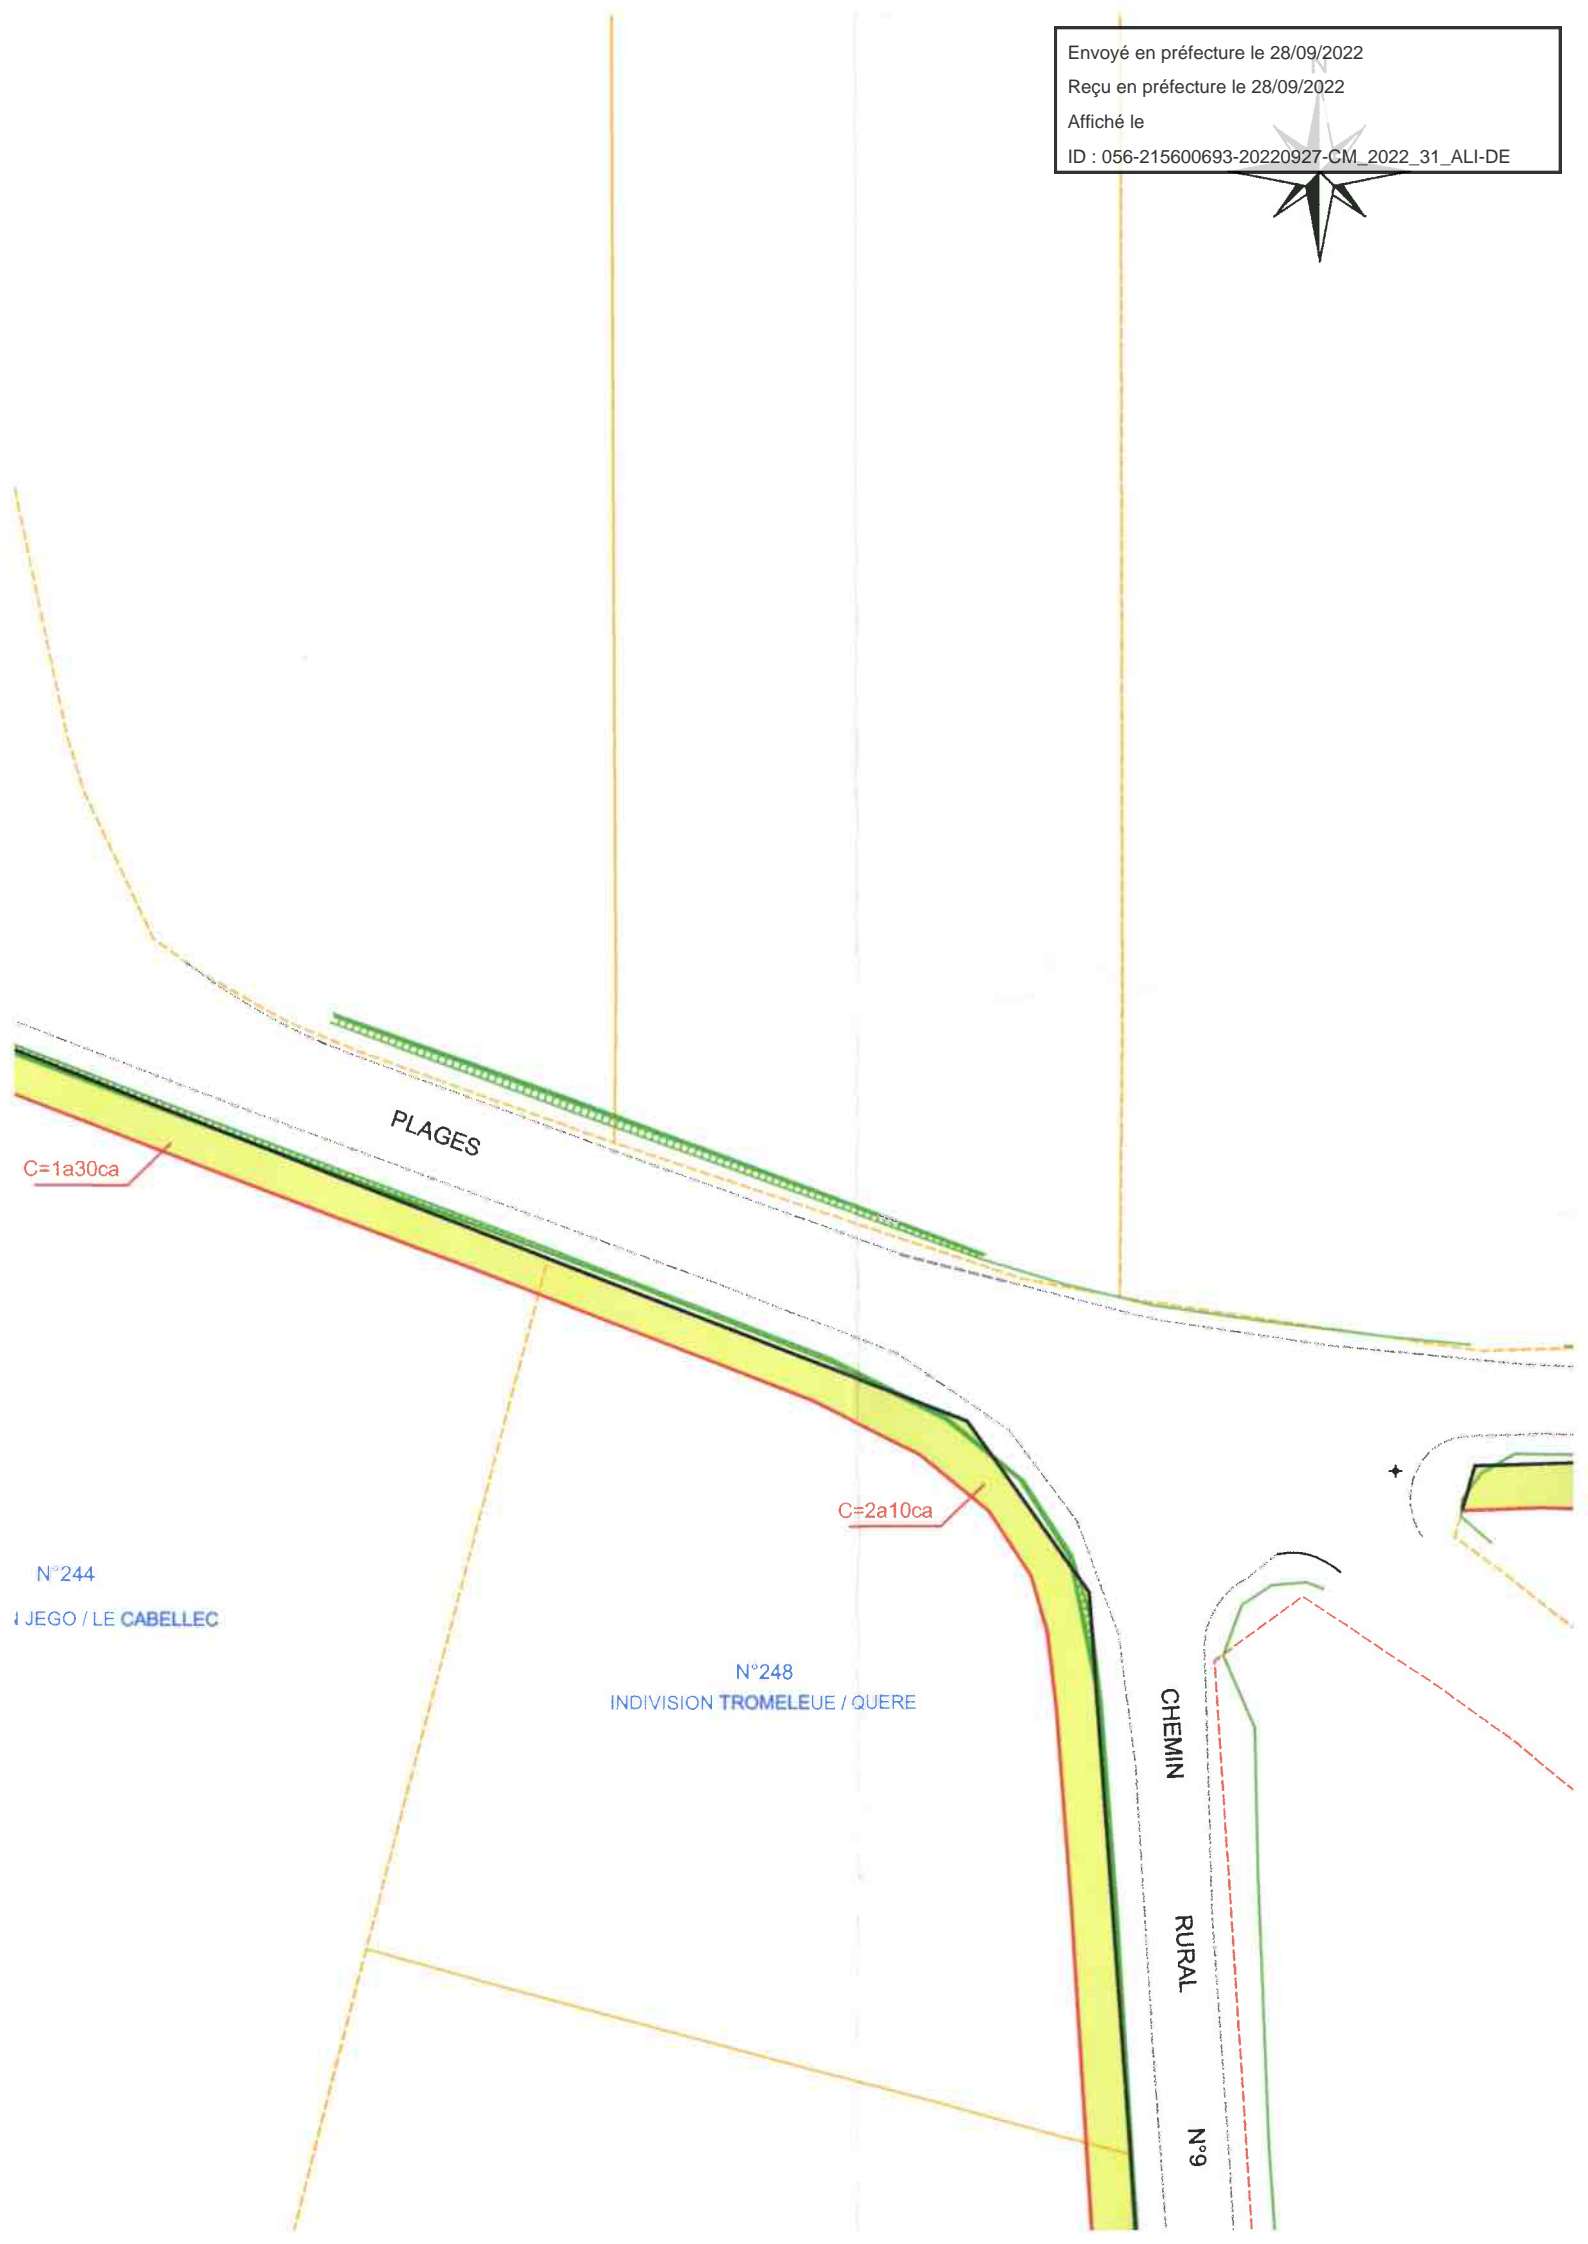 Envoyé en préfecture le 28/09/2022
Reçu en préfecture le 28/09/2022
Affiché le
ID : 056-215600693-20220927-CM_2022_31_ALI-DE
N
PLAGES
C=1a30ca
C=2a10ca
N°244
JEGO / LE CABELLEC
N°248
INDIVISION TROMELEUE / QUERE
CHEMIN RURAL N°9